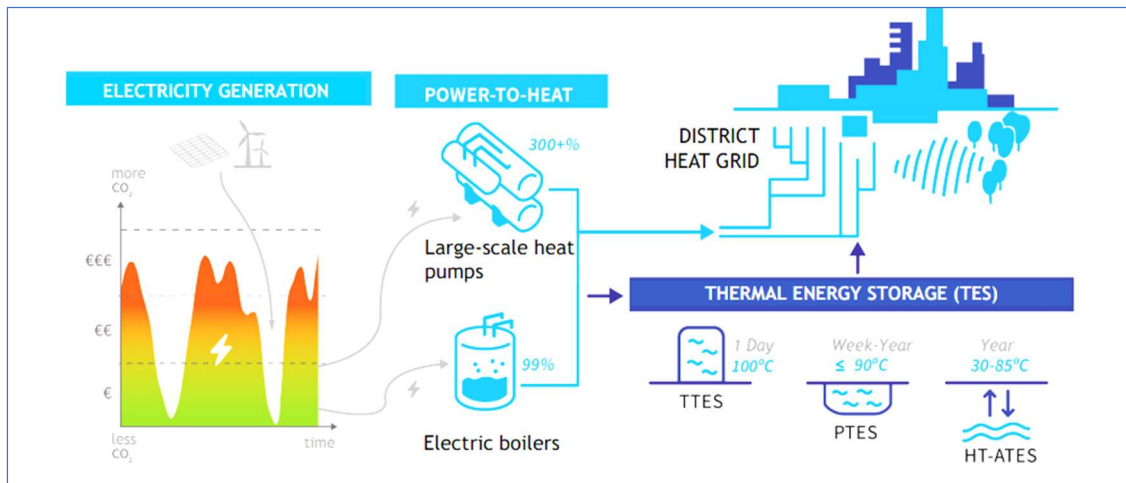 ELECTRICITY GENERATION
more
CO₂
€€€
€€
€
less
CO₂
time
POWER-TO-HEAT
300+%
Large-scale heat
pumps
99%
Electric boilers
DISTRICT
HEAT GRID
THERMAL ENERGY STORAGE (TES)
1 Day
100°C
TTES
Week-Year
≤ 90°C
PTES
Year
30-85°C
HT-ATES